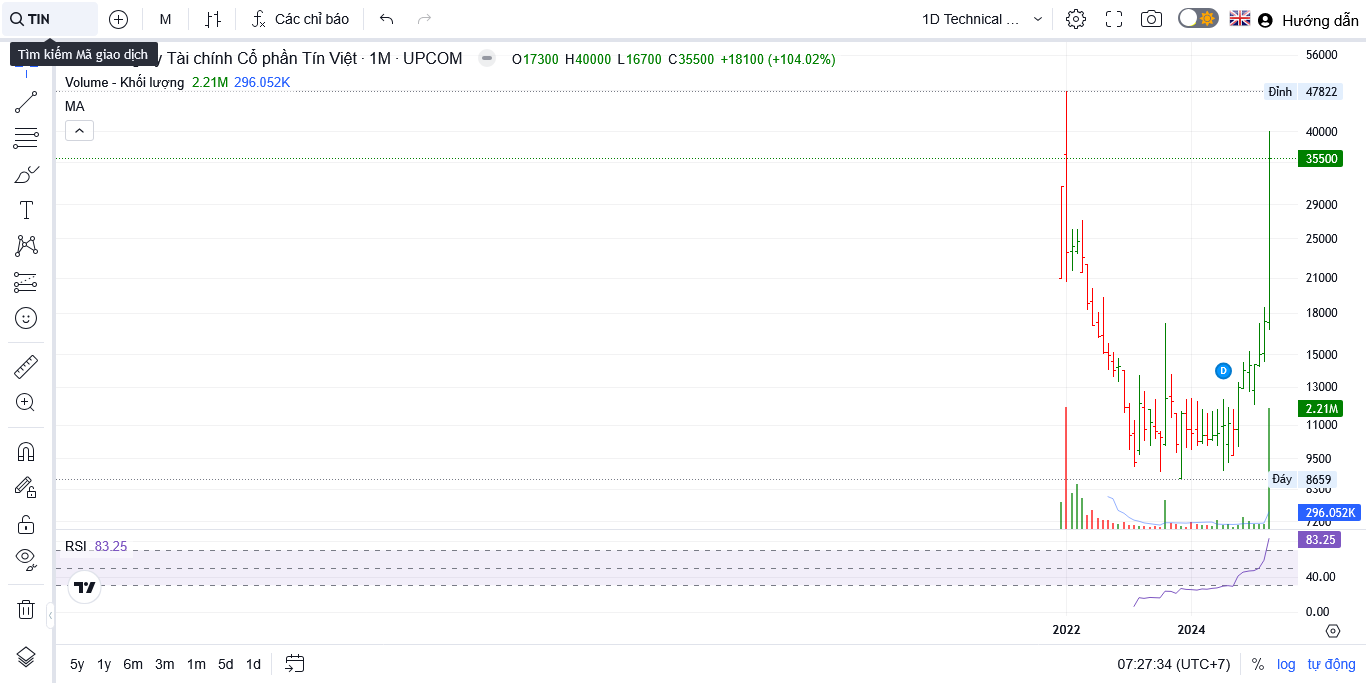 TIN
M
Các chỉ báo
1D Technical ...
Hướng dẫn
Tìm kiếm Mã giao dịch
Tài chính Cổ phần Tín Việt · 1M · UPCOM
O17300 H40000 L16700 C35500 +18100 (+104.02%)
Volume - Khối lượng 2.21M 296.052K
MA
56000
Đỉnh 47822
40000
35500
29000
25000
21000
18000
15000
D
13000
2.21M
11000
9500
Đáy 8659
8300
296.052K
7200
RSI 83.25
83.25
40.00
0.00
2022 2024
5y 1y 6m 3m 1m 5d 1d
07:27:34 (UTC+7) % log tự động